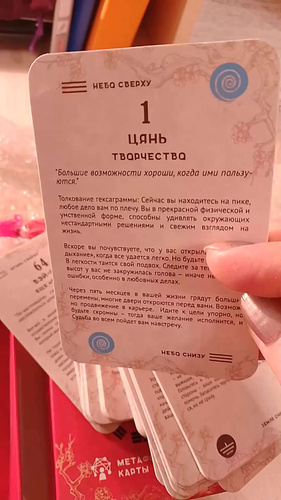 НЕБО СВЕРХУ
1
ЦЯНЬ
ТВОРЧЕСТВО
"Большие возможности хороши, когда ими пользу-
ются."
Толкование гексаграммы: Сейчас вы находитесь на пике,
любое дело вам по плечу. Вы в прекрасной физической и
умственной форме, способны удивлять окружающих
нестандартными решениями и свежим взглядом на
жизнь.
Вскоре вы почувствуете, что у вас открыл
дыхание», когда все удается легко. Но будьте
В легкости таится свой подвох. Следите за те
высот у вас не закружилась голова – иначе не
ошибки, особенно в любовных делах.
Через пять месяцев в вашей жизни грядут больши
перемены, многие двери откроются перед вами. Возмож
но продвижение в карьере. Идите к цели упорно, но
будьте скромны – тогда ваше желание исполнится, и
Судьба во всем пойдет вам навстречу.
НЕБО СНИЗУ
64
МЕТАФ
КАРТЫ